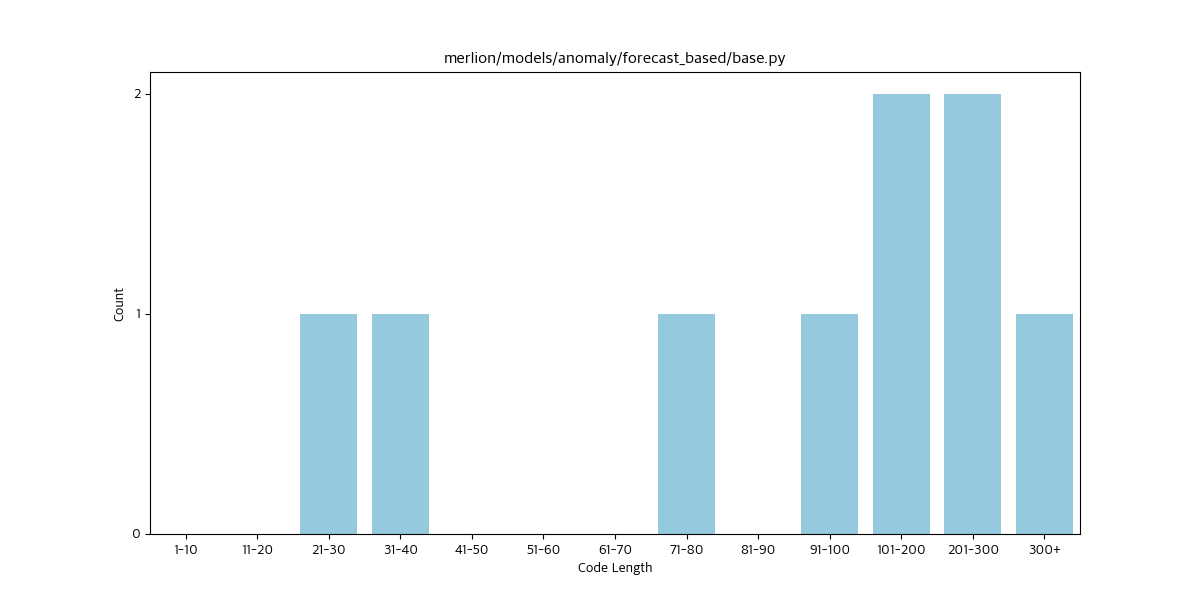 merlion/models/anomaly/forecast_based/base.py
Count
2
1
0
1-10 11-20 21-30 31-40 41-50 51-60 61-70 71-80 81-90 91-100 101-200 201-300 300+
Code Length